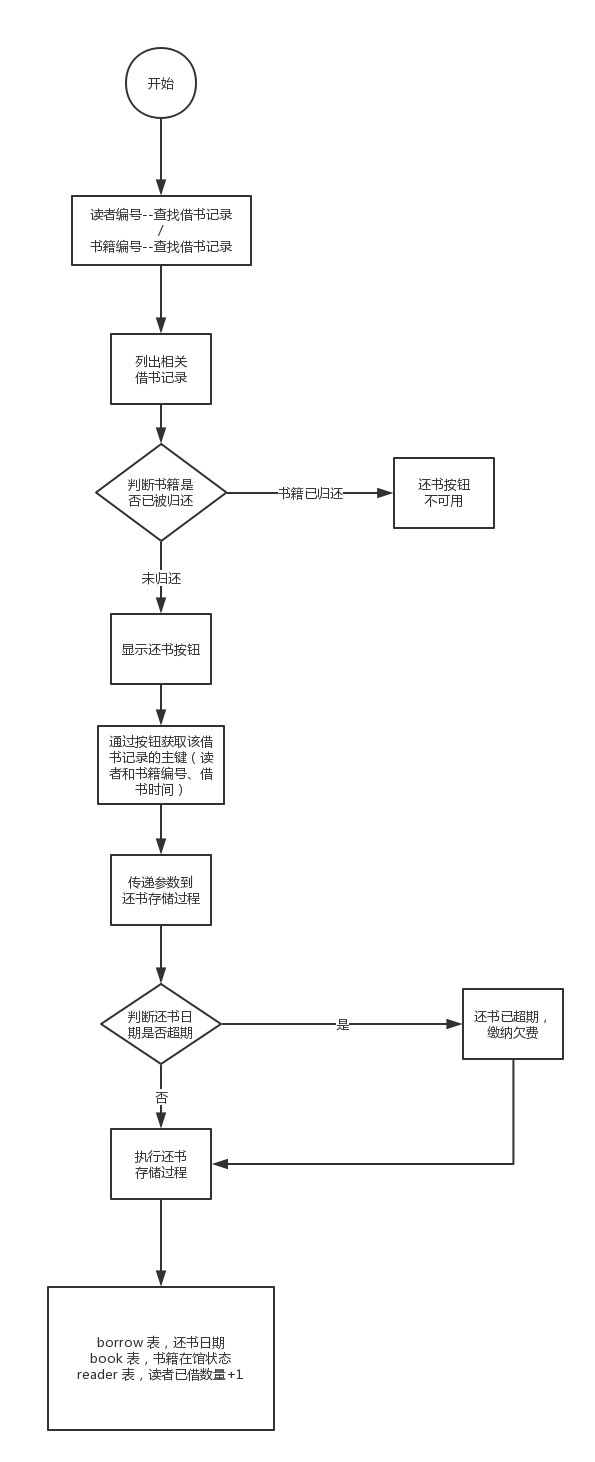 开始
读者编号--查找借书记录
/
书籍编号--查找借书记录
列出相关
借书记录
判断书籍是
否已被归还
书籍已归还
还书按钮
不可用
未归还
显示还书按钮
通过按钮获取该借
书记录的主键（读
者和书籍编号、借
书时间）
传递参数到
还书存储过程
判断还书日
期是否超期
是
还书已超期，
缴纳欠费
否
执行还书
存储过程
borrow 表，还书日期
book 表，书籍在馆状态
reader 表，读者已借数量+1